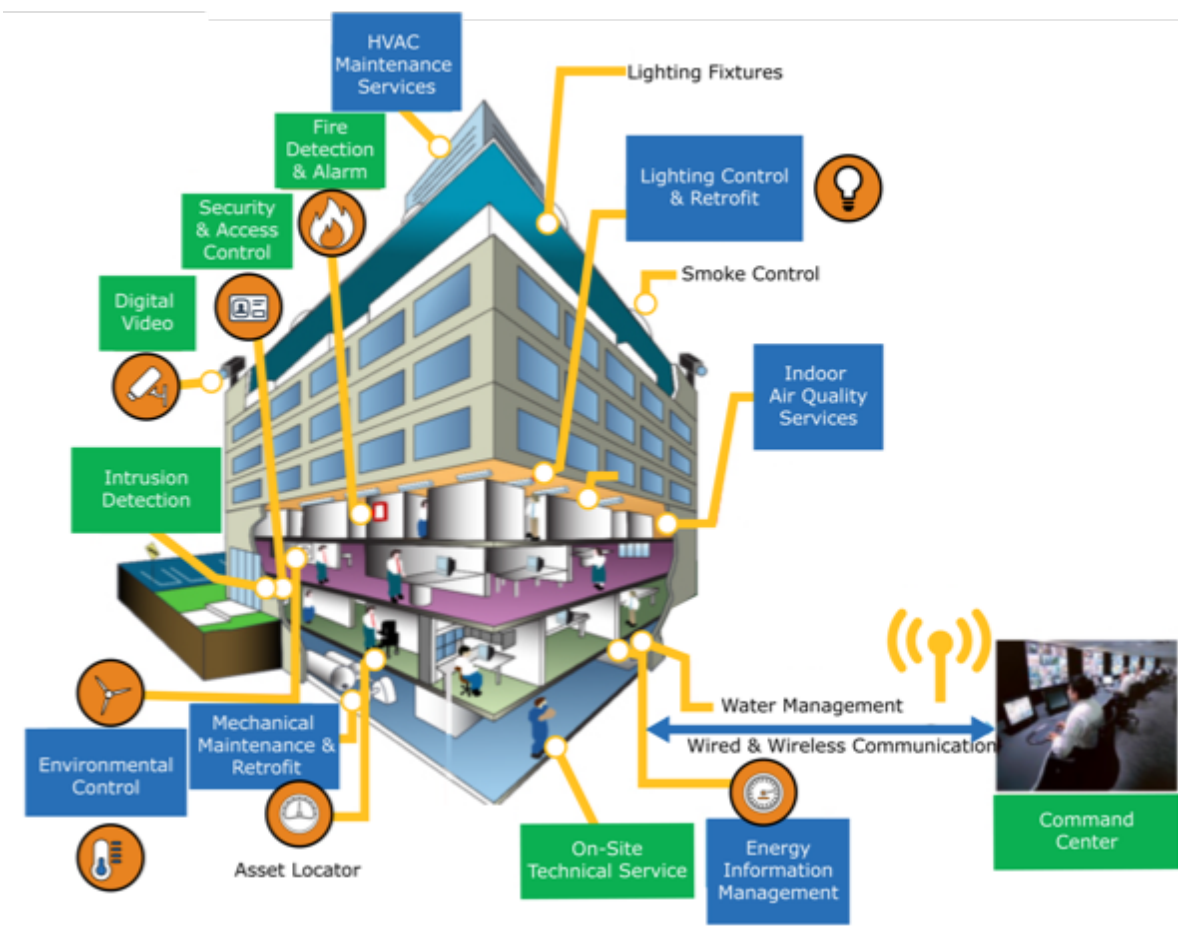 HVAC
Maintenance
Services
Lighting Fixtures
Fire
Detection
& Alarm
Lighting Control
& Retrofit
Security
& Access
Control
Smoke Control
Digital
Video
Indoor
Air Quality
Services
Intrusion
Detection
Water Management
Wired & Wireless Communication
Mechanical
Maintenance &
Retrofit
Environmental
Control
Command
Center
On-Site
Technical Service
Energy
Information
Management
Asset Locator